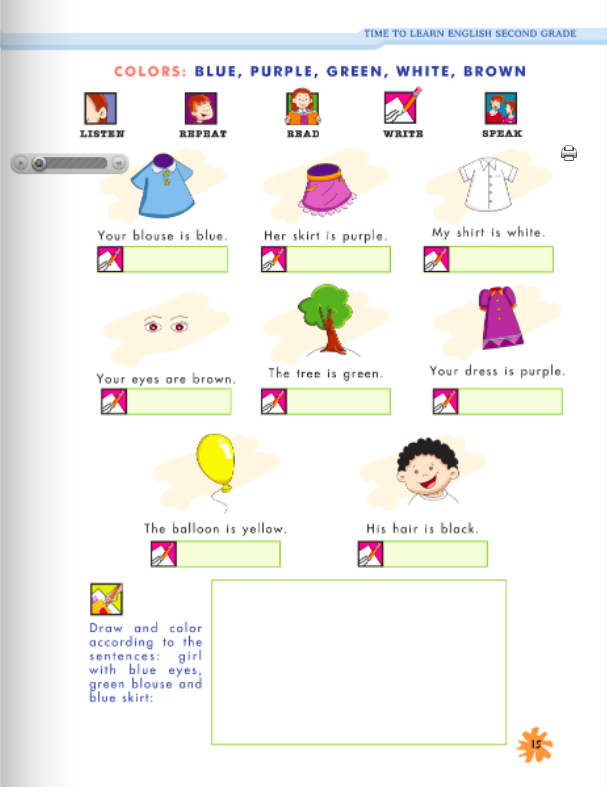 TIME TO LEARN ENGLISH SECOND GRADE
COLORS: BLUE, PURPLE, GREEN, WHITE, BROWN
LISTEN REPEAT READ WRITE SPEAK
Your blouse is blue. Her skirt is purple. My shirt is white.
Your eyes are brown. The tree is green. Your dress is purple.
The balloon is yellow. His hair is black.
Draw and color
according to the
sentences: girl
with blue eyes,
green blouse and
blue skirt:
15